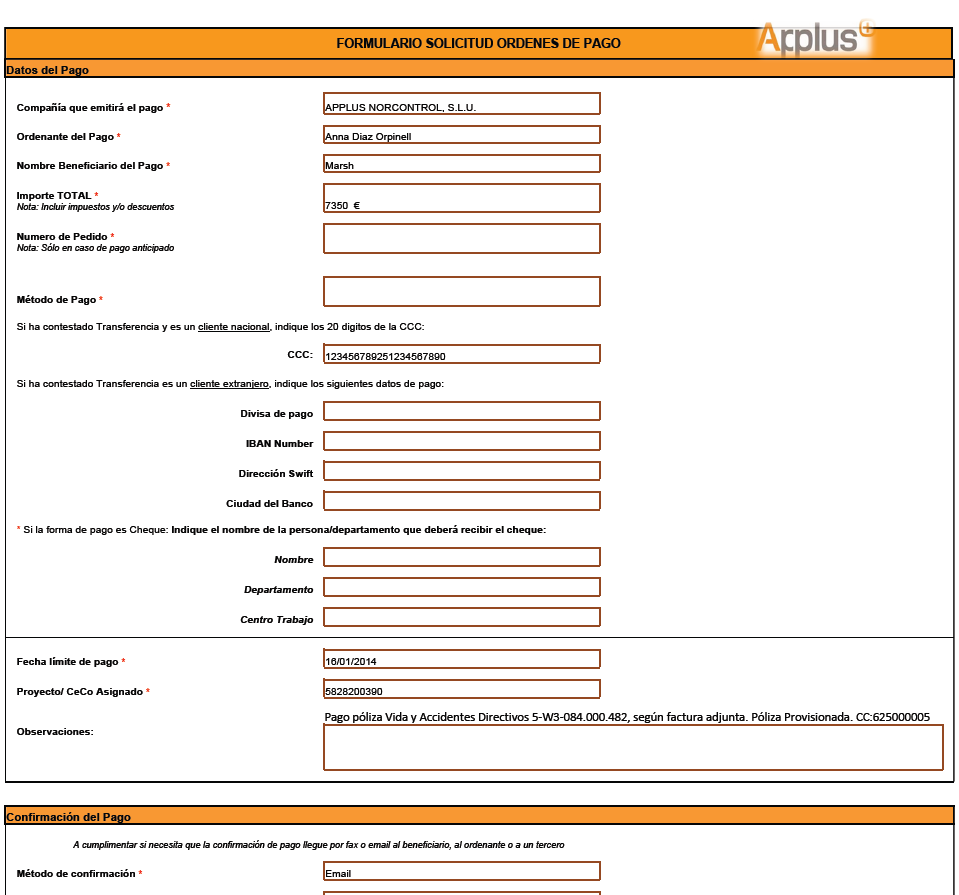 FORMULARIO SOLICITUD ORDENES DE PAGO
Applus+
Datos del Pago
Compañía que emitirá el pago * APPLUS NORCONTROL, S.L.U.
Ordenante del Pago * Anna Diaz Orpinell
Nombre Beneficiario del Pago * Marsh
Importe TOTAL *
Nota: Incluir impuestos y/o descuentos
7350 €
Numero de Pedido *
Nota: Sólo en caso de pago anticipado
Método de Pago *
Si ha contestado Transferencia y es un cliente nacional, indique los 20 digitos de la CCC:
CCC: 123456789251234567890
Si ha contestado Transferencia es un cliente extranjero, indique los siguientes datos de pago:
Divisa de pago
IBAN Number
Dirección Swift
Ciudad del Banco
* Si la forma de pago es Cheque: Indique el nombre de la persona/departamento que deberá recibir el cheque:
Nombre
Departamento
Centro Trabajo
Fecha límite de pago * 16/01/2014
Proyecto/ CeCo Asignado * 5828200390
Pago póliza Vida y Accidentes Directivos 5-W3-084.000.482, según factura adjunta. Póliza Provisionada. CC:625000005
Observaciones:
Confirmación del Pago
A cumplimentar si necesita que la confirmación de pago llegue por fax o email al beneficiario, al ordenante o a un tercero
Método de confirmación * Email